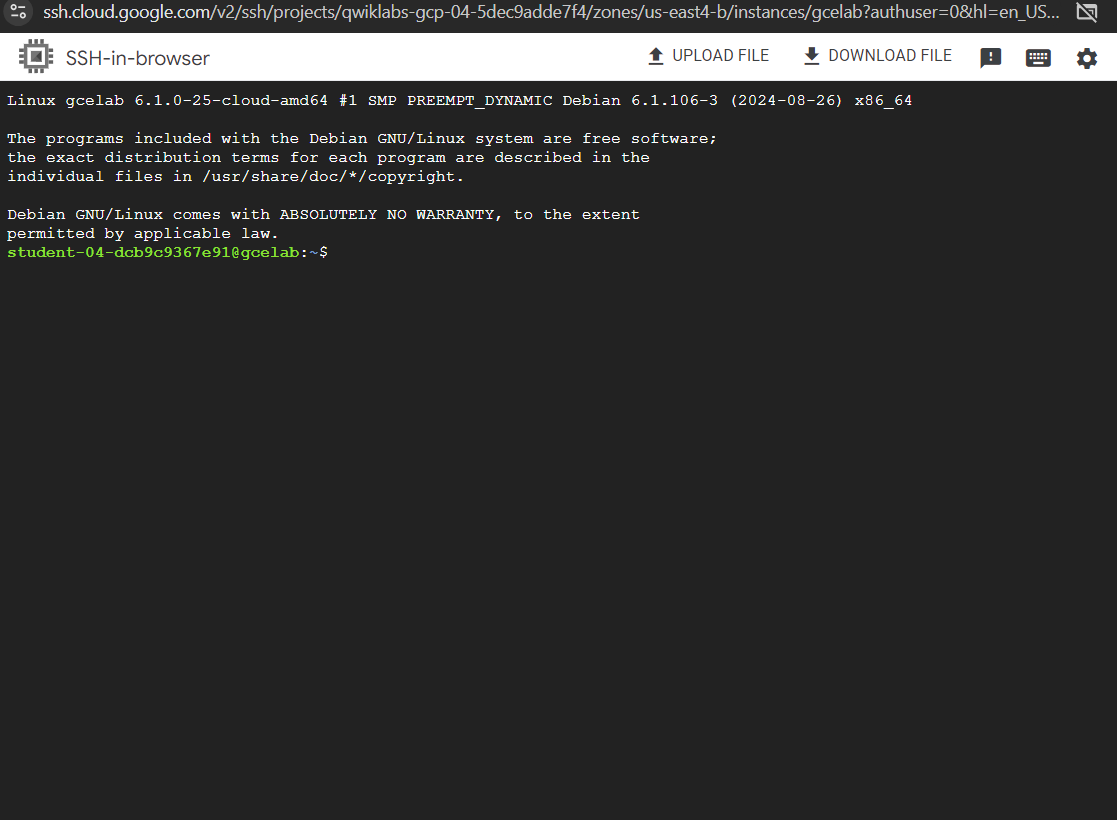 ssh.cloud.google.com/v2/ssh/projects/qwiklabs-gcp-04-5dec9adde7f4/zones/us-east4-b/instances/gcelab?authuser=0&hl=en_US...
SSH-in-browser
UPLOAD FILE
DOWNLOAD FILE
Linux gcelab 6.1.0-25-cloud-amd64 #1 SMP PREEMPT_DYNAMIC Debian 6.1.106-3 (2024-08-26) x86_64
The programs included with the Debian GNU/Linux system are free software;
the exact distribution terms for each program are described in the
individual files in /usr/share/doc/*/copyright.
Debian GNU/Linux comes with ABSOLUTELY NO WARRANTY, to the extent
permitted by applicable law.
student-04-dcb9c9367e91@gcelab:~$